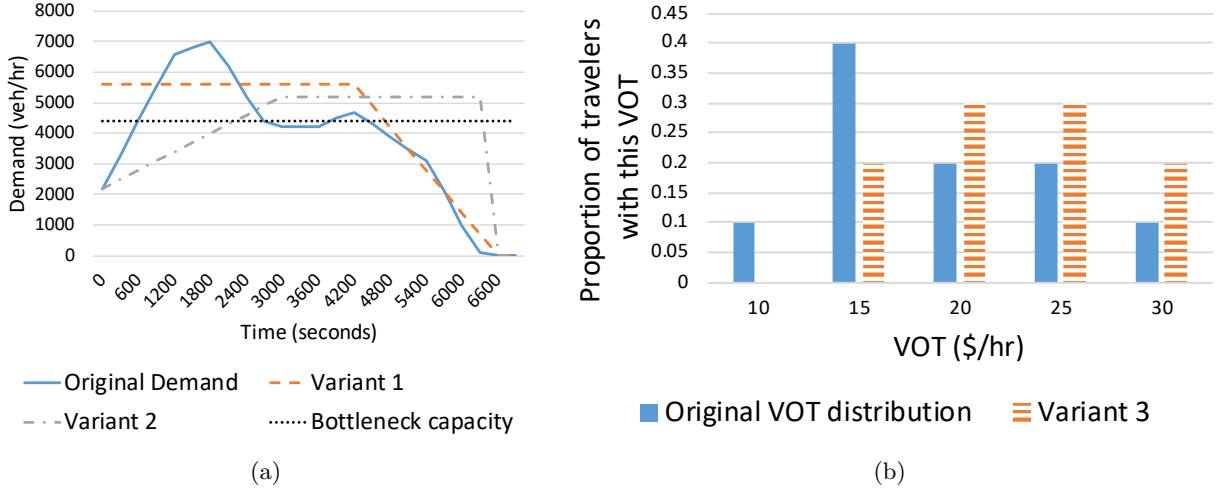 8000
7000
6000
5000
4000
3000
2000
1000
0
Demand (veh/hr)
0
600
1200
1800
2400
3000
3600
4200
4800
5400
6000
6600
Time (seconds)
Original Demand
Variant 1
Variant 2
Bottleneck capacity
(a)
0.45
0.4
0.35
0.3
0.25
0.2
0.15
0.1
0.05
0
Proportion of travelers
with this VOT
10 15 20 25 30
VOT ($/hr)
Original VOT distribution
Variant 3
(b)